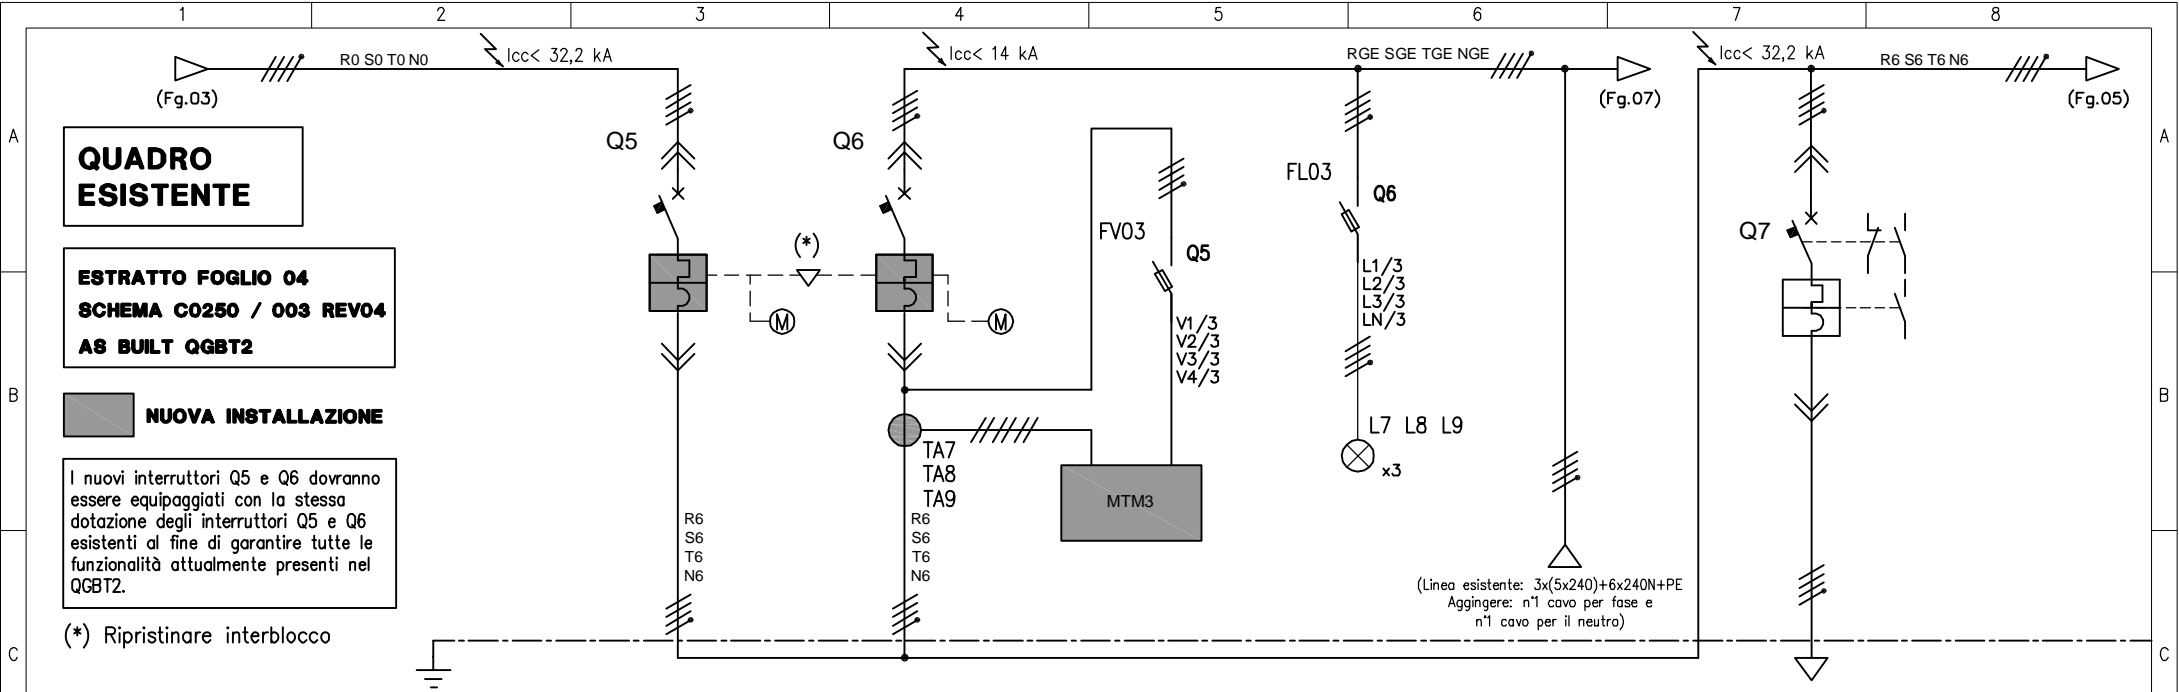 1 2 3 4 5 6 7 8
R0 S0 T0 N0
Icc< 32,2 kA
Icc< 14 kA
RGE SGE TGE NGE
Icc< 32,2 kA
R6 S6 T6 N6
(Fg.03)
(Fg.07)
(Fg.05)
A
A
QUADRO
ESISTENTE
Q5
Q6
FL03
Q6
FV03
Q5
Q7
(*)
ESTRATTO FOGLIO 04
SCHEMA C0250 / 003 REV04
AS BUILT QGBT2
M
M
L1/3
L2/3
L3/3
LN/3
V1/3
V2/3
V3/3
V4/3
B
B
NUOVA INSTALLAZIONE
L7 L8 L9
x3
TA7
TA8
TA9
MTM3
I nuovi interruttori Q5 e Q6 dovranno
essere equipaggiati con la stessa
dotazione degli interruttori Q5 e Q6
esistenti al fine di garantire tutte le
funzionalità attualmente presenti nel
QGBT2.
R6
S6
T6
N6
R6
S6
T6
N6
(Linea esistente: 3x(5x240)+6x240N+PE
Aggingere: n°1 cavo per fase e
n°1 cavo per il neutro)
(*) Ripristinare interblocco
C
C